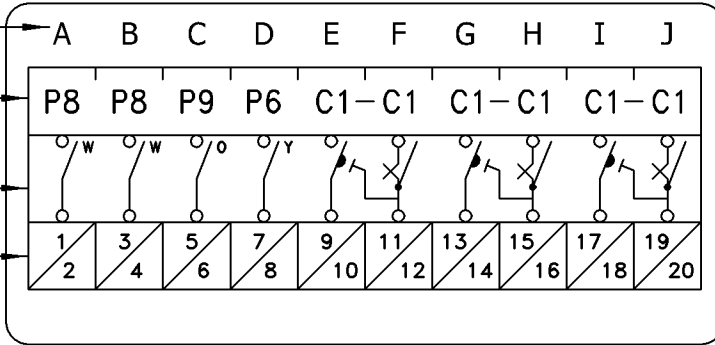 A B C D E F G H I J
P8 P8 P9 P6 C1-C1 C1-C1 C1-C1
W W O Y
1 3 5 7 9 11 13 15 17 19
2 4 6 8 10 12 14 16 18 20